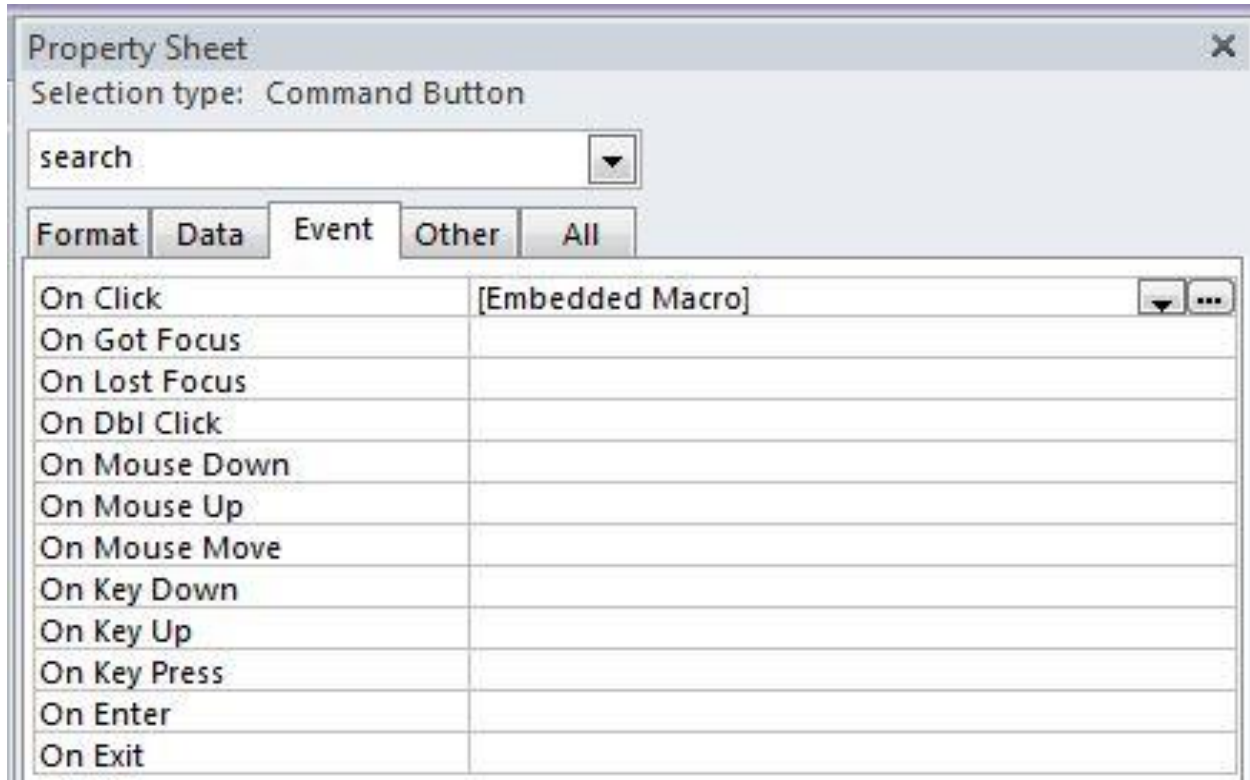 Property Sheet
Selection type: Command Button
search
Format Data Event Other All
On Click [Embedded Macro]
On Got Focus
On Lost Focus
On Dbl Click
On Mouse Down
On Mouse Up
On Mouse Move
On Key Down
On Key Up
On Key Press
On Enter
On Exit